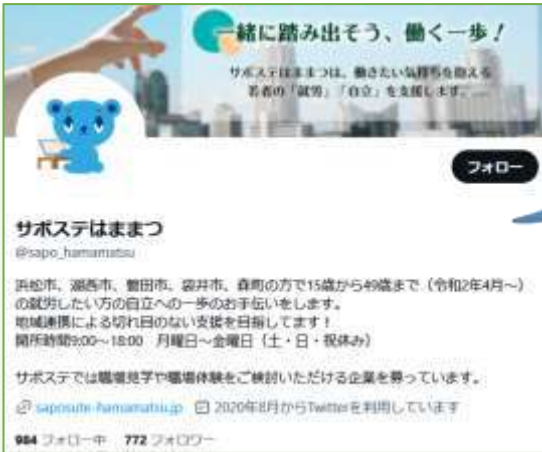 一緒に踏み出そう、働く一歩！
サポステはままつは、働きたい気持ちを抱える
若者の「就労」「自立」を支援します。
フォロー
サポステはままつ
@sapo_hamamatsu
浜松市、湖西市、磐田市、袋井市、森町の方で15歳から49歳まで（令和2年4月～）
の就労したい方の自立への一歩のお手伝いをします。
地域連携による切れ目のない支援を目指してます！
開所時間9:00～18:00 月曜日～金曜日（土・日・祝休み）
サポステでは職場見学や職場体験をご検討いただける企業を募っています。
saposute-hamamatsu.jp 2020年8月からTwitterを利用しています
984 フォロー中 772 フォロワー